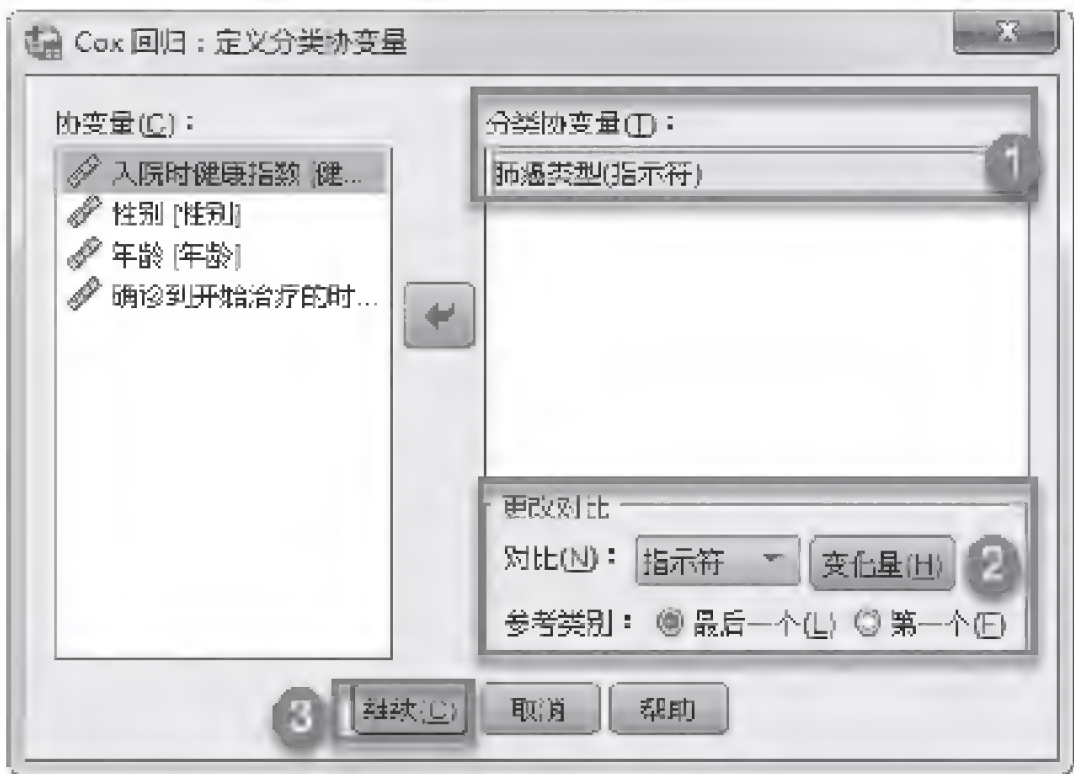 Cox 回归：定义分类协变量
协变量(C)：
入院时健康指数 [健...
性别 [性别]
年龄 [年龄]
确诊到开始治疗的时...
分类协变量(T)：
肺癌类型(指示符)
1
更改对比
对比(N)：
指示符
变化量(H)
2
参考类别：
最后一个(L)
第一个(F)
3
继续(C)
取消
帮助